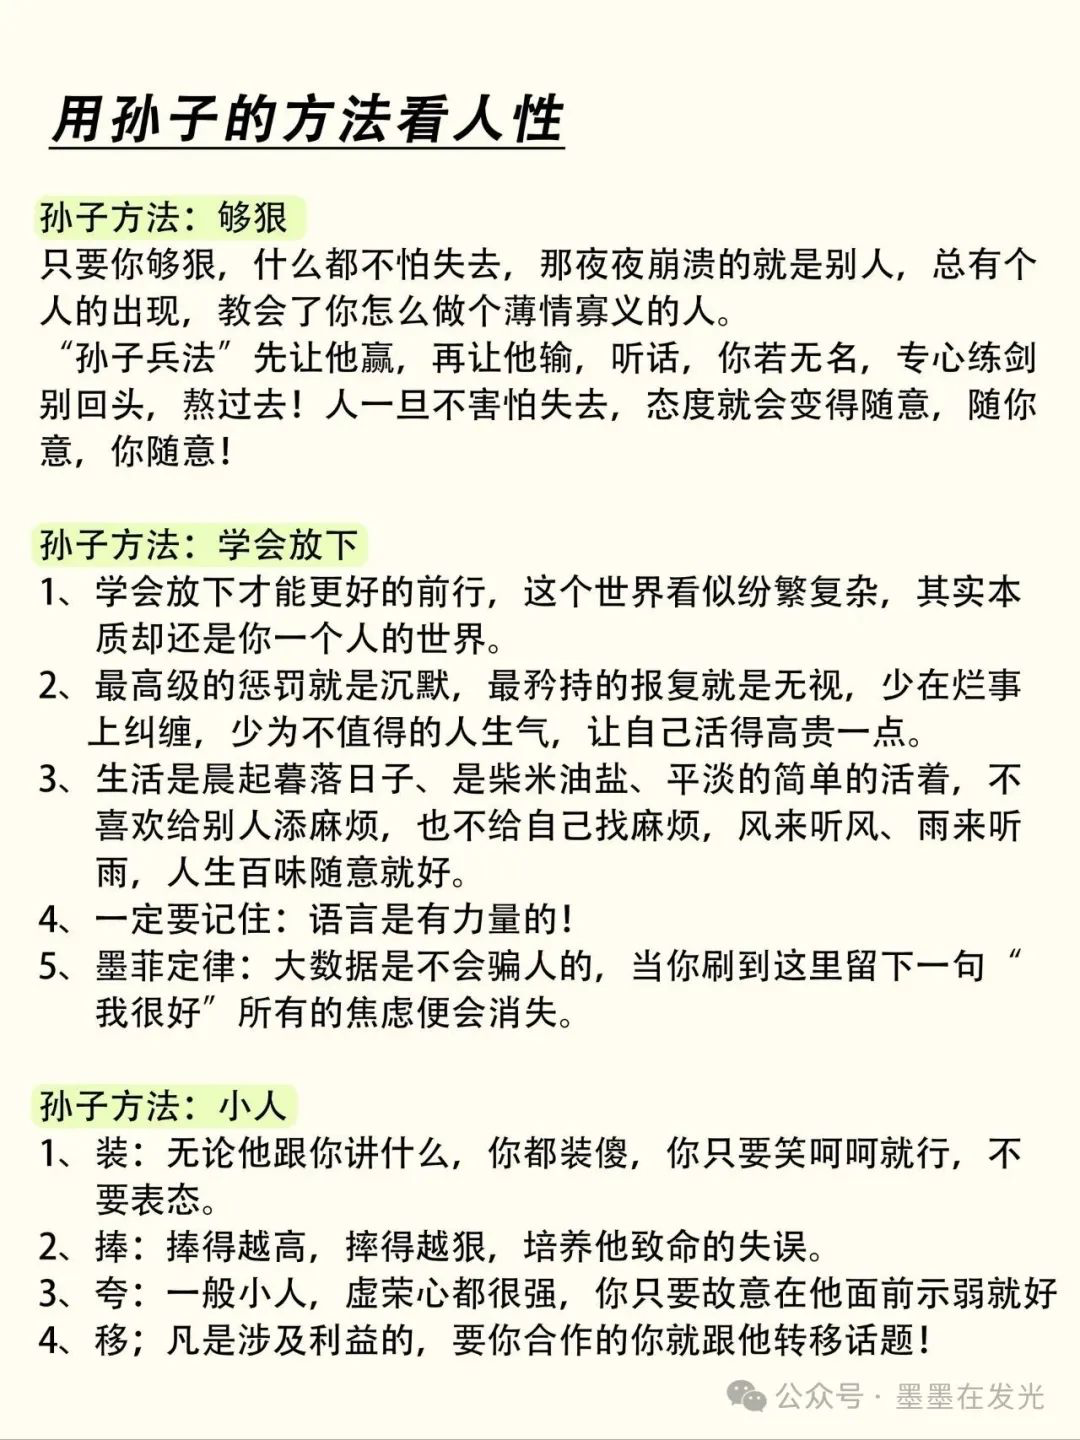 用孙子的方法看人性
孙子方法：够狠
只要你够狠，什么都不怕失去，那夜夜崩溃的就是别人，总有个
人的出现，教会了你怎么做个薄情寡义的人。
“孙子兵法”先让他赢，再让他输，听话，你若无名，专心练剑
别回头，熬过去！人一旦不害怕失去，态度就会变得随意，随你
意，你随意！
孙子方法：学会放下
1、学会放下才能更好的前行，这个世界看似纷繁复杂，其实本
质却还是你一个人的世界。
2、最高级的惩罚就是沉默，最矜持的报复就是无视，少在烂事
上纠缠，少为不值得的人生气，让自己活得高贵一点。
3、生活是晨起暮落日子、是柴米油盐、平淡的简单的活着，不
喜欢给别人添麻烦，也不给自己找麻烦，风来听风、雨来听
雨，人生百味随意就好。
4、一定要记住：语言是有力量的！
5、墨菲定律：大数据是不会骗人的，当你刷到这里留下一句“
我很好”所有的焦虑便会消失。
孙子方法：小人
1、装：无论他跟你讲什么，你都装傻，你只要笑呵呵就行，不
要表态。
2、捧：捧得越高，摔得越狠，培养他致命的失误。
3、夸：一般小人，虚荣心都很强，你只要故意在他面前示弱就好
4、移；凡是涉及利益的，要你合作的你就跟他转移话题！
公众号·墨墨在发光